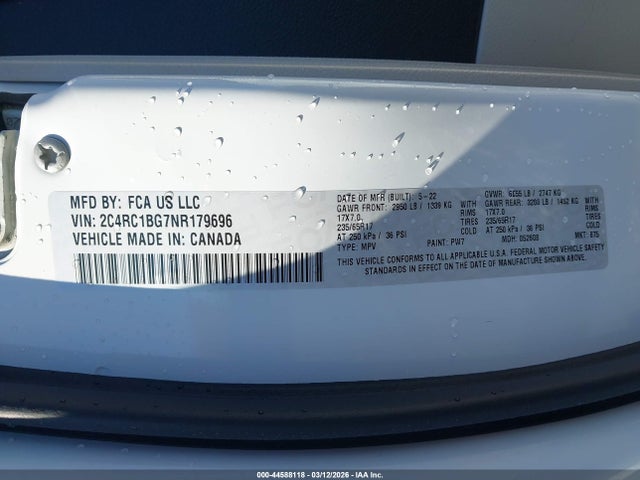 MFD BY: FCA US LLC
VIN: 2C4RC1BG7NR179696
VEHICLE MADE IN: CANADA
DATE OF MFR (BUILT): 5-22 GVWR: 6055 LB / 2747 KG
GAWR FRONT: 2950 LB / 1339 KG WITH GAWR REAR: 3200 LB / 1452 KG WITH
17X7.0 RIMS 17X7.0 RIMS
235/65R17 TIRES 235/65R17 TIRES
AT 250 kPa / 36 PSI COLD AT 250 kPa / 36 PSI COLD
TYPE: MPV PAINT: PW7 MDH: MKT:
THIS VEHICLE CONFORMS TO ALL APPLICABLE U.S.A. FEDERAL MOTOR VEHICLE SAFETY
STANDARDS IN EFFECT ON THE DATE OF MANUFACTURE SHOWN ABOVE.
000-44588118 - 03/12/2026 - IAA Inc.